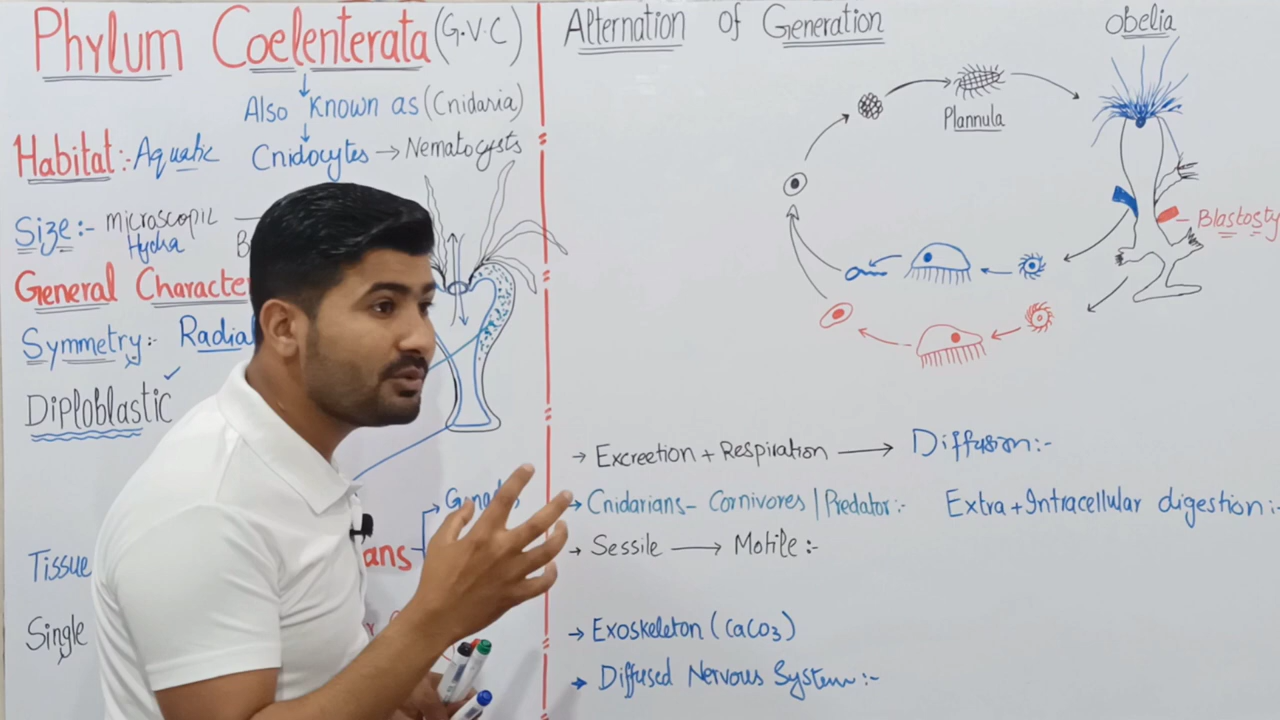 Phylum Coelenterata (G.V.C)
Also Known as (Cnidaria)
Habitat:- Aquatic
Cnidocytes → Nematocysts
Size:- Microscopic
Hydra
General Characte
Symmetry:- Radial
Diploblastic
Tissue
Single
ans
Alternation of Generation
Obelia
Plannula
Blastosty
→ Excreetion + Respiration → Diffusion:-
→ Cnidarians- Cornivores | Predator:- Extra + Intracellular digestion:-
→ Sessile → Motile:-
→ Exoskeleton (CaCO3)
→ Diffused Nervous System:-